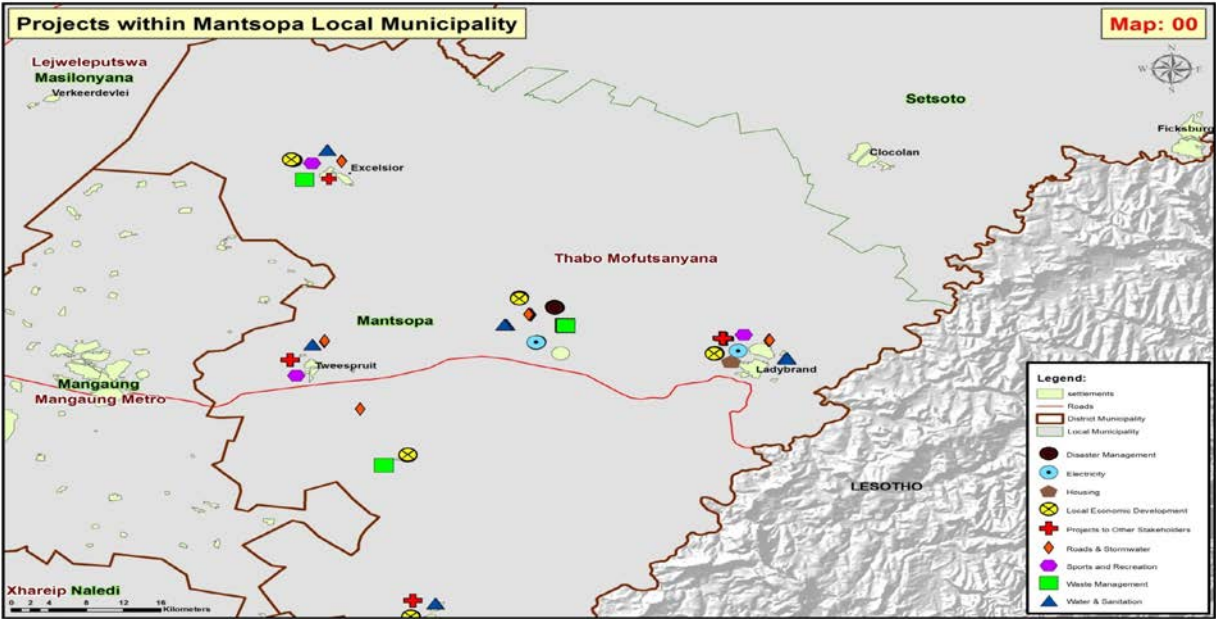 Projects within Mantsopa Local Municipality
Map: 00
N
W E
S
Lejweleputswa
Masilonyana
Verkeerdevlei
Setsoto
Ficksburg
Clocolan
Excelsior
Thabo Mofutsanyana
Mantsopa
Tweespruit
Ladybrand
Mangaung
Mangaung Metro
LESOTHO
Xhareip Naledi
0 2 4 8 12 16
Kilometers
Legend:
settlements
Roads
District Municipality
Local Municipality
Disaster Management
Electricity
Housing
Local Economic Development
Projects to Other Stakeholders
Roads & Stormwater
Sports and Recreation
Waste Management
Water & Sanitation